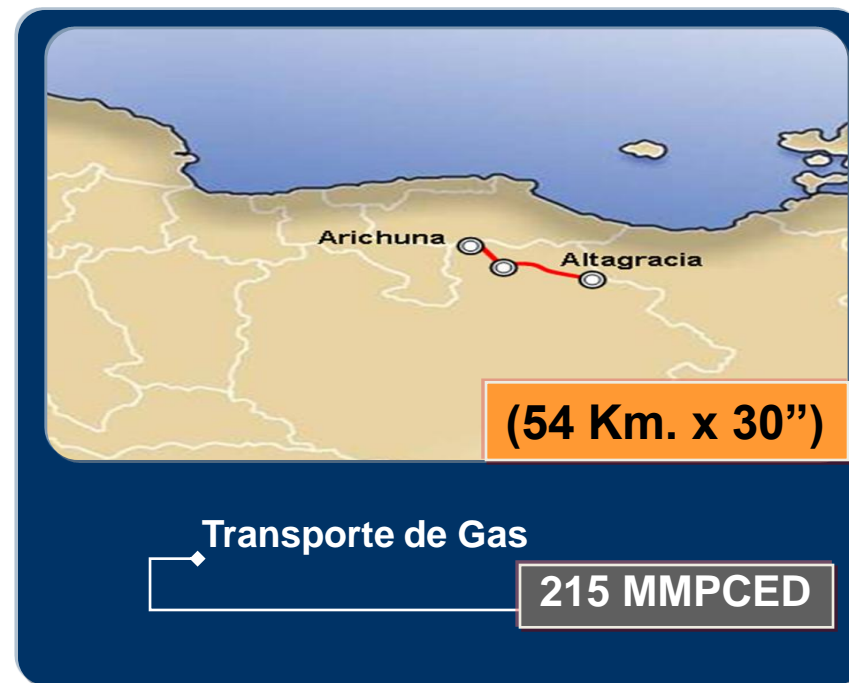 Arichuna
Altagracia
(54 Km. x 30”)
Transporte de Gas
215 MMPCED